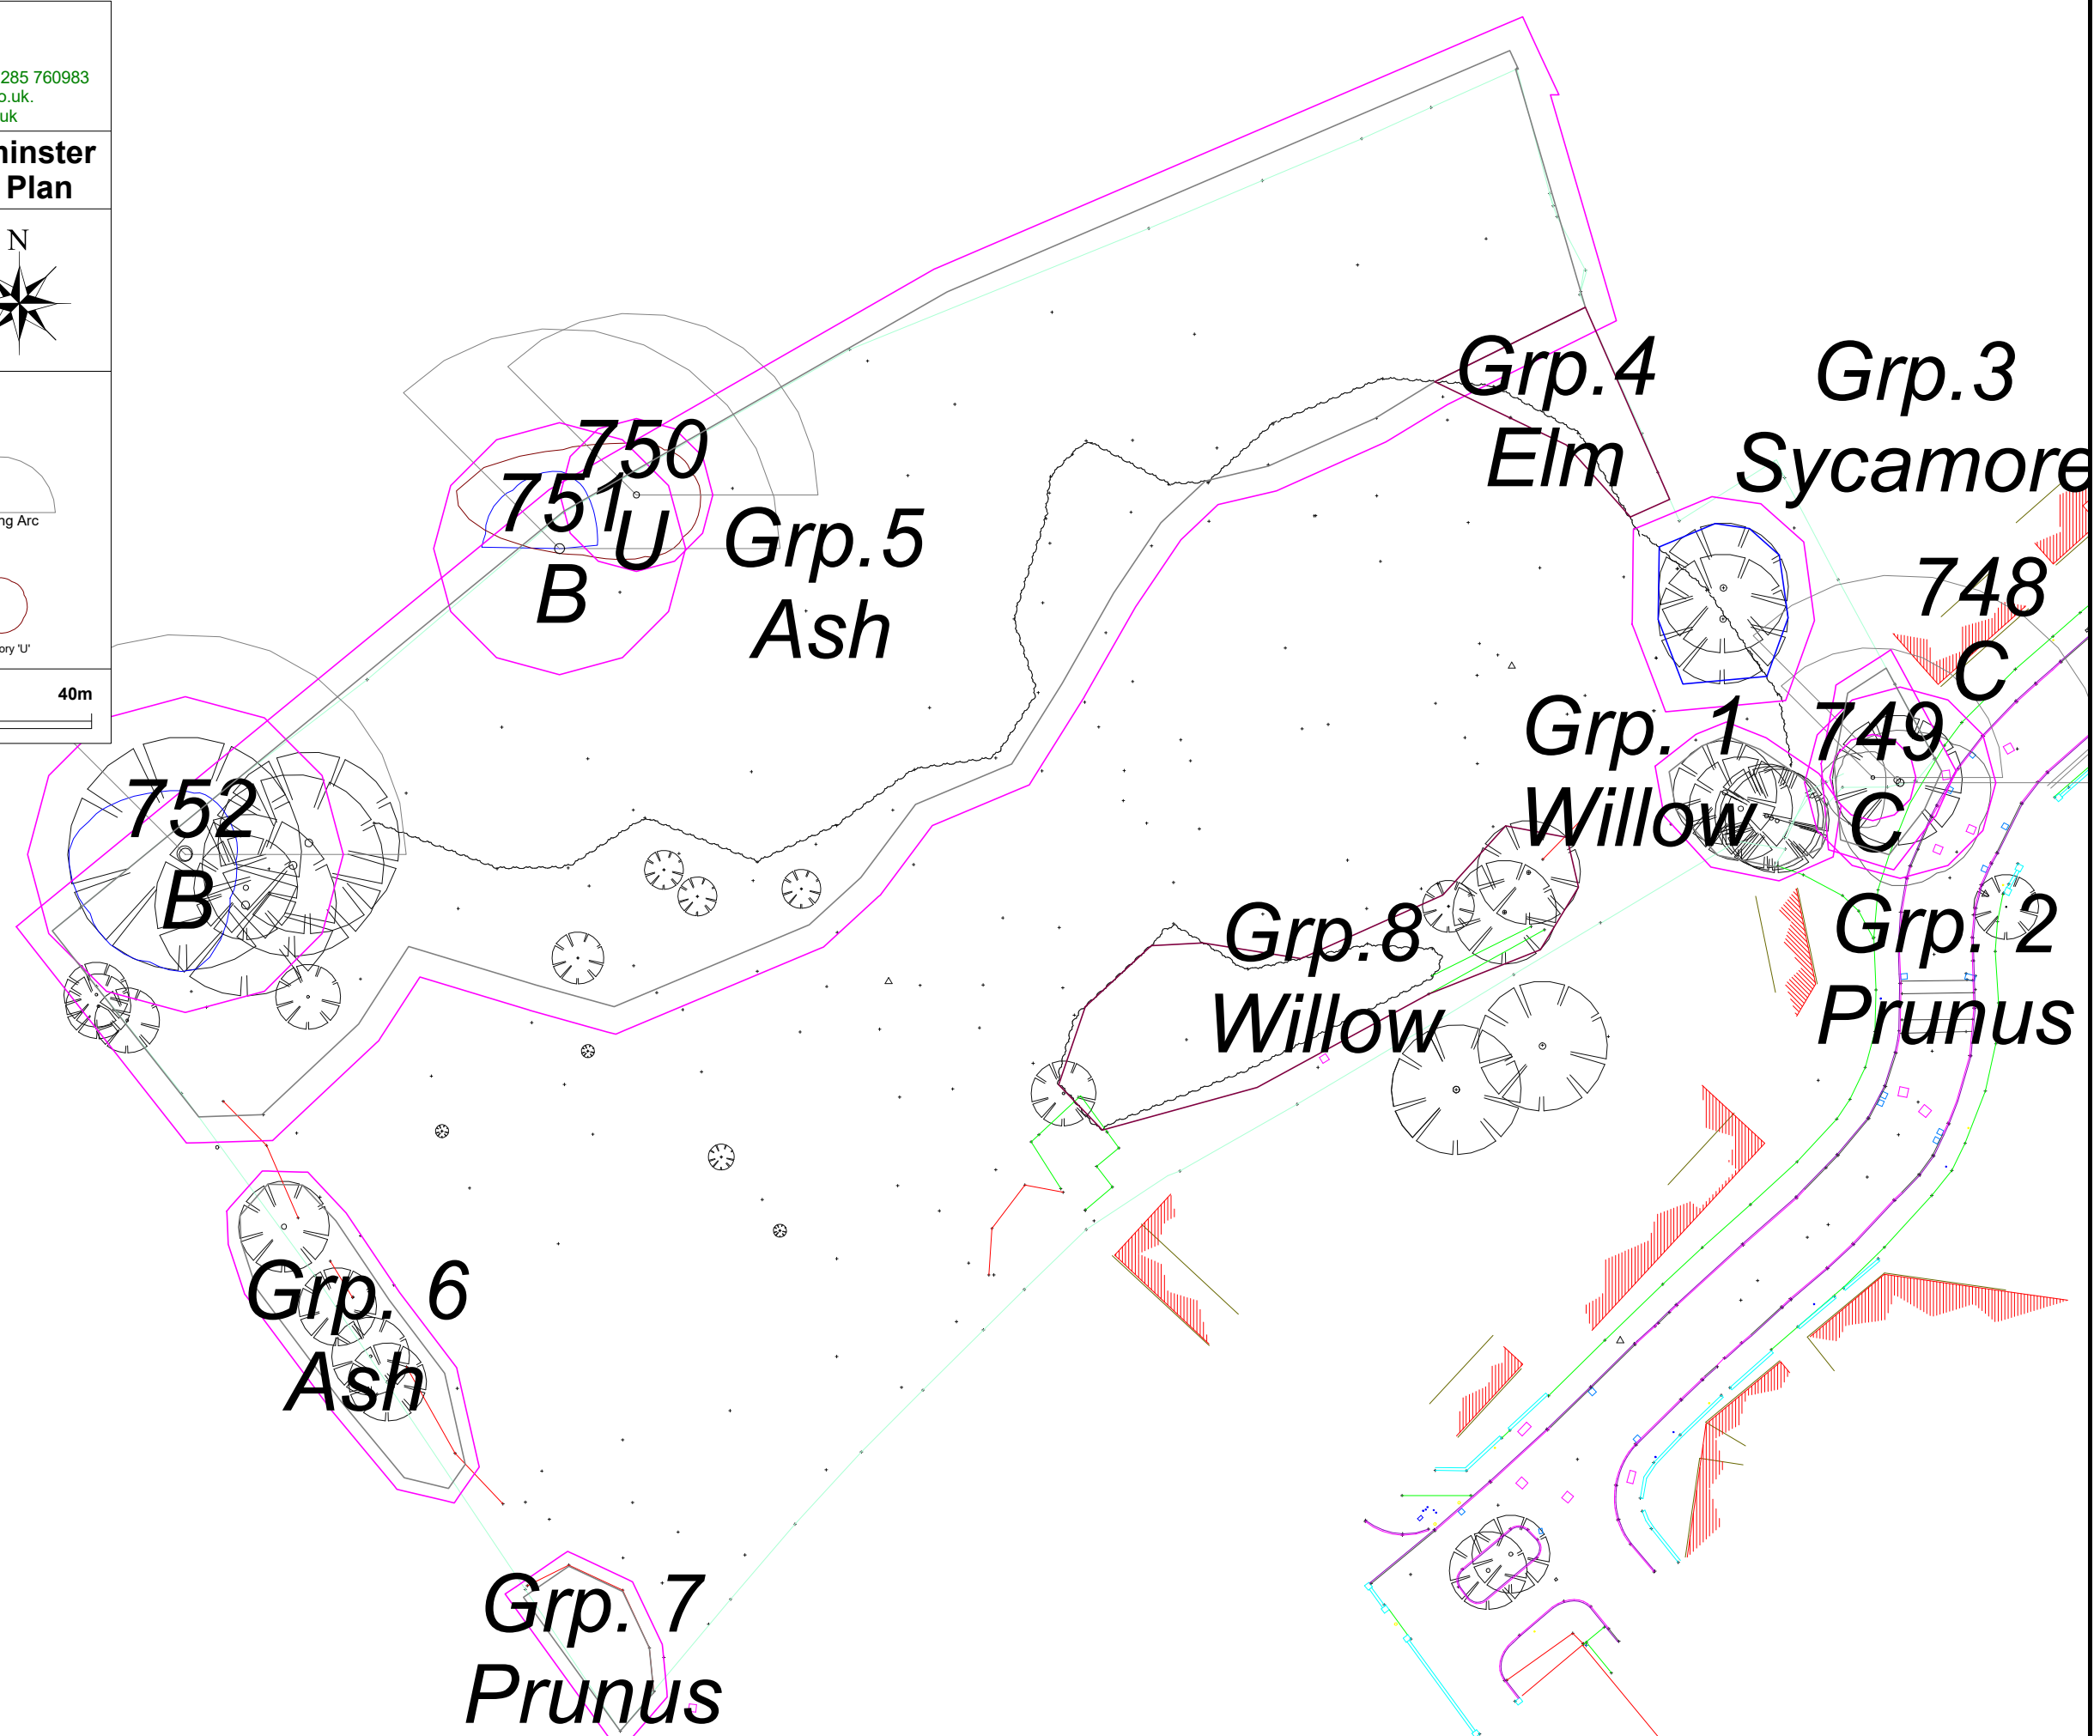 285 760983
o.uk.
uk
ninster
Plan
N
ng Arc
ory 'U'
40m
750
751
U
B
Grp.5
Ash
752
B
Grp.4
Elm
Grp.3
Sycamore
748
C
749
C
Grp. 1
Willow
Grp. 2
Prunus
Grp.8
Willow
Grp. 6
Ash
Grp. 7
Prunus